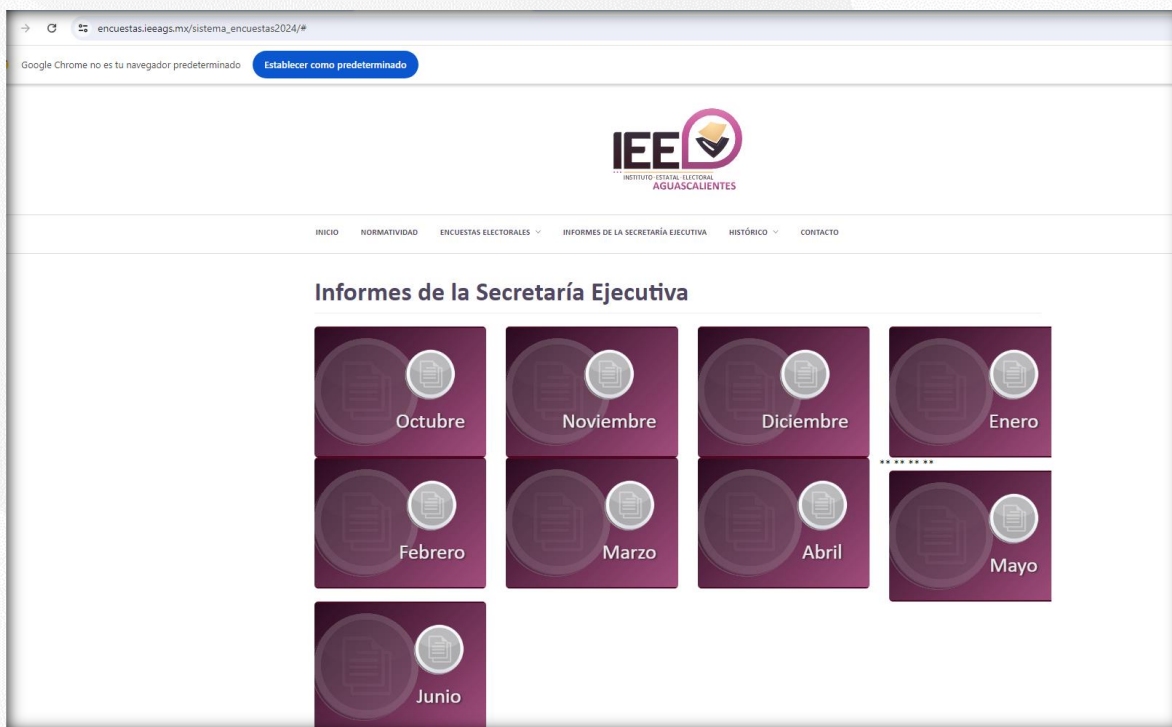 encuestas.ieeags.mx/sistema_encuestas2024/#
Google Chrome no es tu navegador predeterminado Establecer como predeterminado
IEE
INSTITUTO ESTATAL ELECTORAL
AGUASCALIENTES
INICIO NORMATIVIDAD ENCUESTAS ELECTORALES INFORMES DE LA SECRETARÍA EJECUTIVA HISTÓRICO CONTACTO
Informes de la Secretaría Ejecutiva
Octubre Noviembre Diciembre Enero
** ** ** **
Febrero Marzo Abril Mayo
Junio